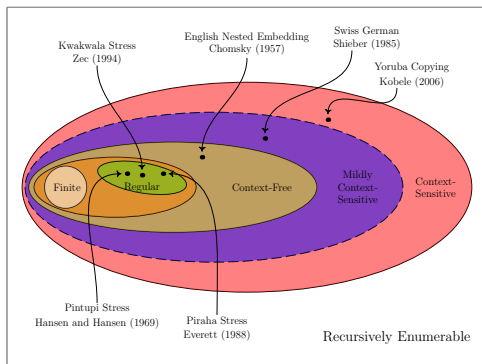 English Nested Embedding
Chomsky (1957)
Swiss German
Shieber (1985)
Kwakwala Stress
Zec (1994)
Yoruba Copying
Kobele (2006)
Finite
Regular
Context-Free
Mildly
Context-
Sensitive
Context-
Sensitive
Pintupi Stress
Hansen and Hansen (1969)
Piraha Stress
Everett (1988)
Recursively Enumerable